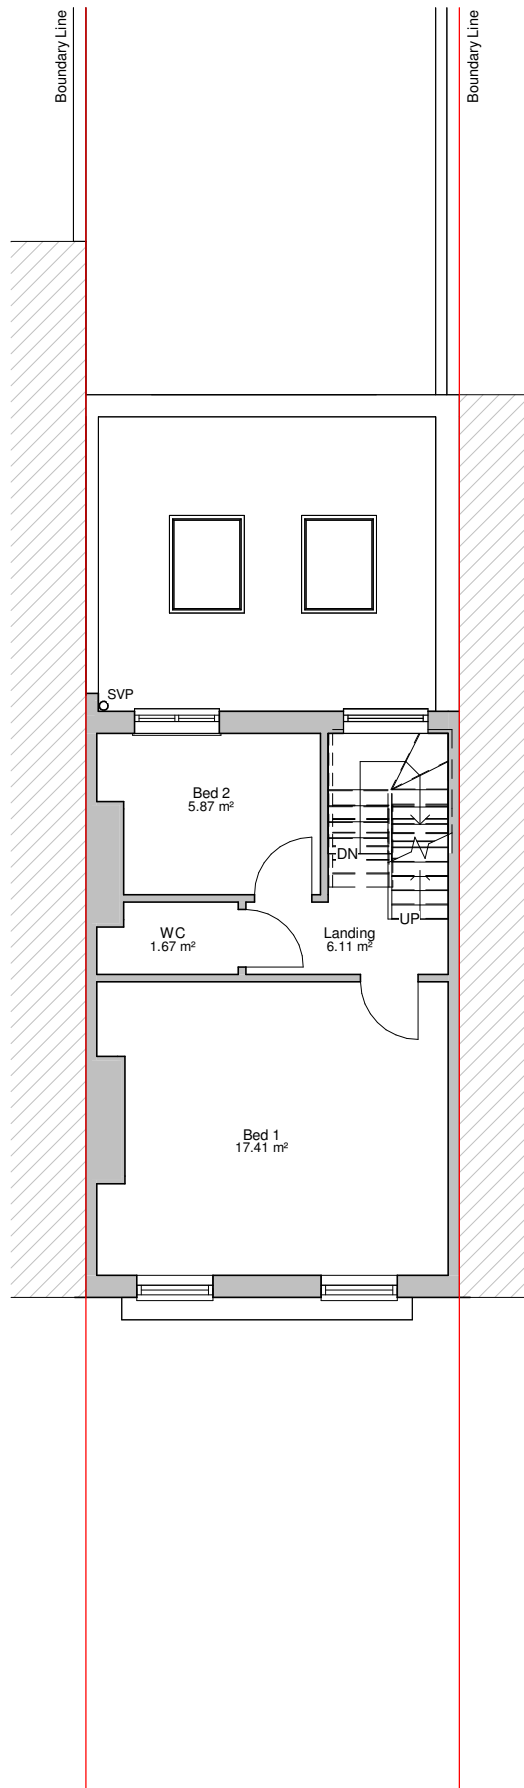 Boundary Line
Boundary Line
SVP
Bed 2
5.87 m²
DN
UP
WC
1.67 m²
Landing
6.11 m²
Bed 1
17.41 m²